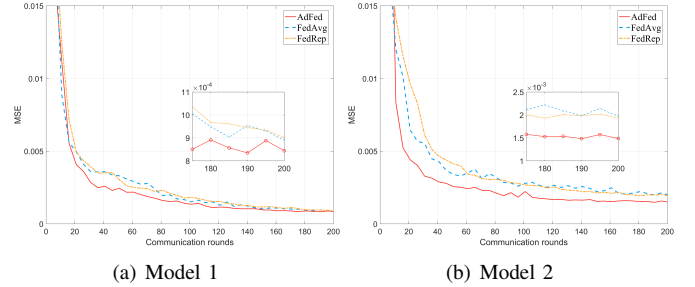 0.015
0.01
0.005
0
MSE
0 20 40 60 80 100 120 140 160 180 200
Communication rounds
AdFed
FedAvg
FedRep
×10⁻⁴
11
10
9
8
180 190 200
(a) Model 1
0.015
0.01
0.005
0
MSE
0 20 40 60 80 100 120 140 160 180 200
Communication rounds
AdFed
FedAvg
FedRep
×10⁻³
2.5
2
1.5
1
180 190 200
(b) Model 2